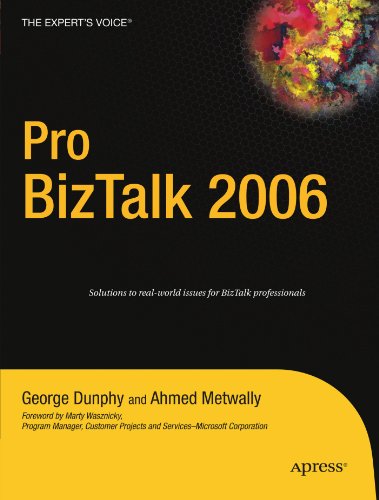 THE EXPERT'S VOICE®
Pro
BizTalk 2006
Solutions to real-world issues for BizTalk professionals
George Dunphy and Ahmed Metwally
Foreword by Marty Wasznicky,
Program Manager, Customer Projects and Services–Microsoft Corporation
Apress®